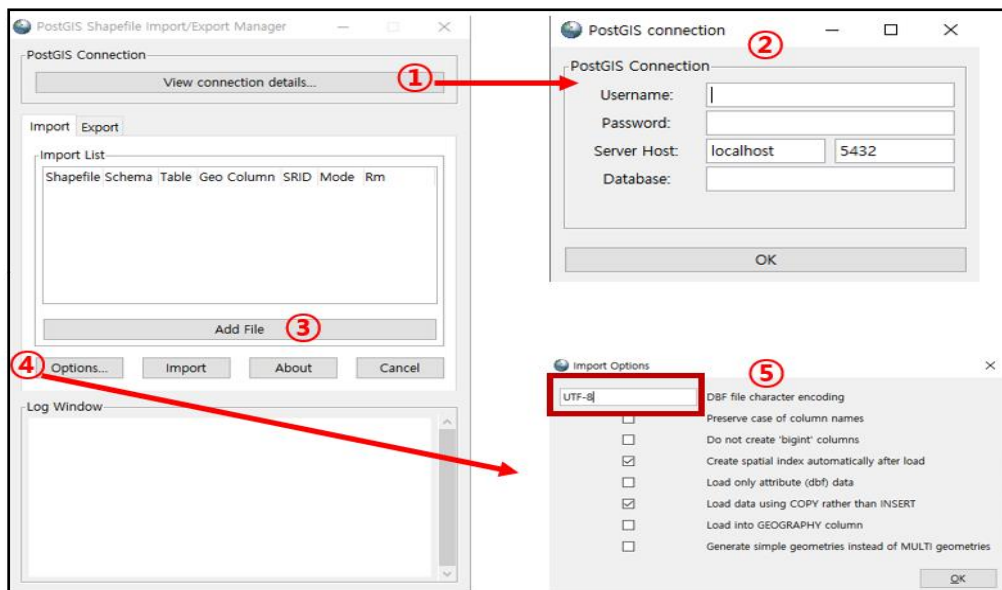 PostGIS Shapefile Import/Export Manager
PostGIS Connection
View connection details...
①
Import Export
Import List
Shapefile Schema Table Geo Column SRID Mode Rm
Add File ③
④ Options... Import About Cancel
Log Window
PostGIS connection ②
PostGIS Connection
Username:
Password:
Server Host: localhost 5432
Database:
OK
Import Options ⑤
UTF-8 DBF file character encoding
Preserve case of column names
Do not create 'bigint' columns
Create spatial index automatically after load
Load only attribute (dbf) data
Load data using COPY rather than INSERT
Load into GEOGRAPHY column
Generate simple geometries instead of MULTI geometries
OK